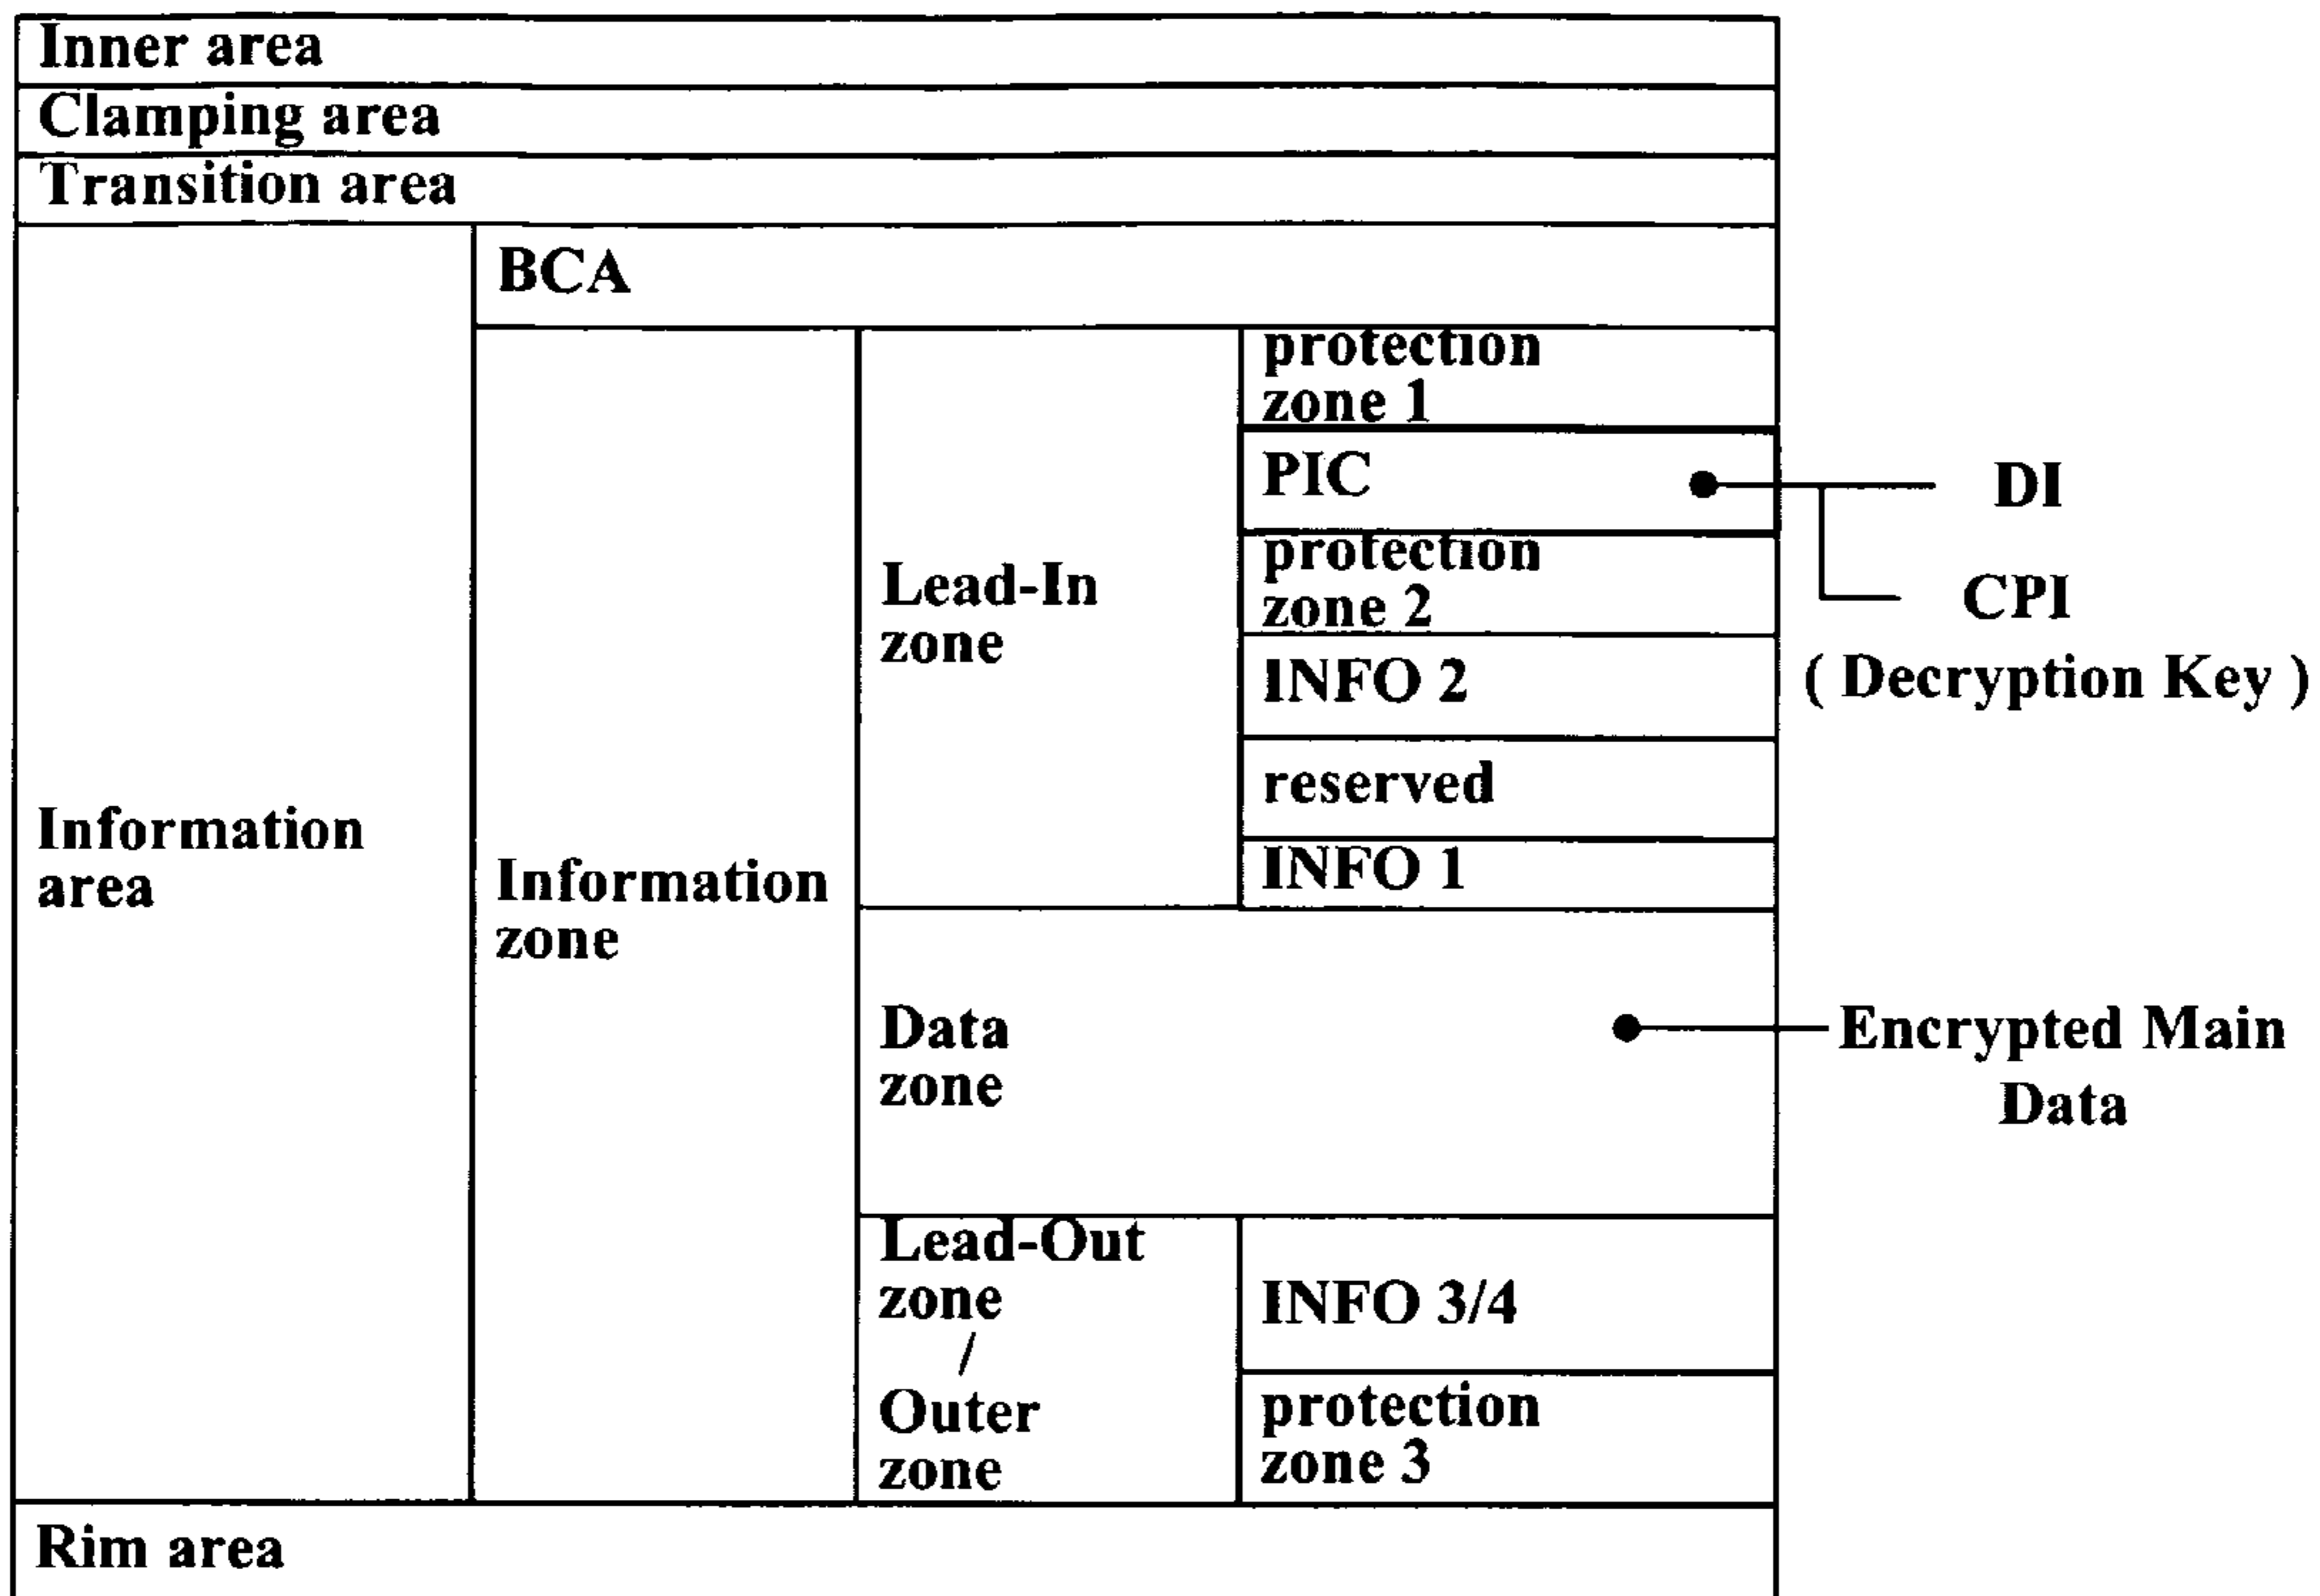 Inner area
Clamping area
Transition area
BCA
Information
area
Information
zone
Lead-In
zone
protection
zone 1
PIC
DI
CPI
( Decryption Key )
protection
zone 2
INFO 2
reserved
INFO 1
Data
zone
Encrypted Main
Data
Lead-Out
zone
/
Outer
zone
INFO 3/4
protection
zone 3
Rim area